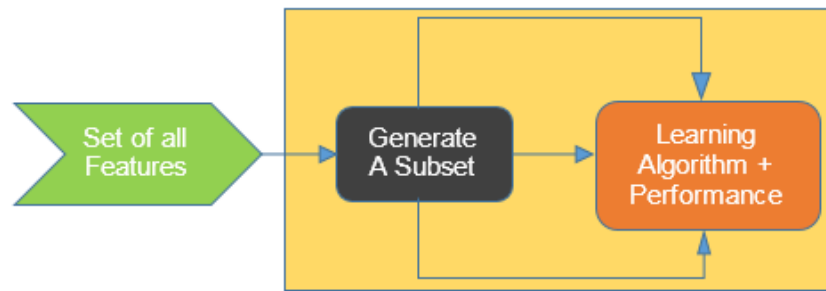 Set of all
Features
Generate
A Subset
Learning
Algorithm +
Performance